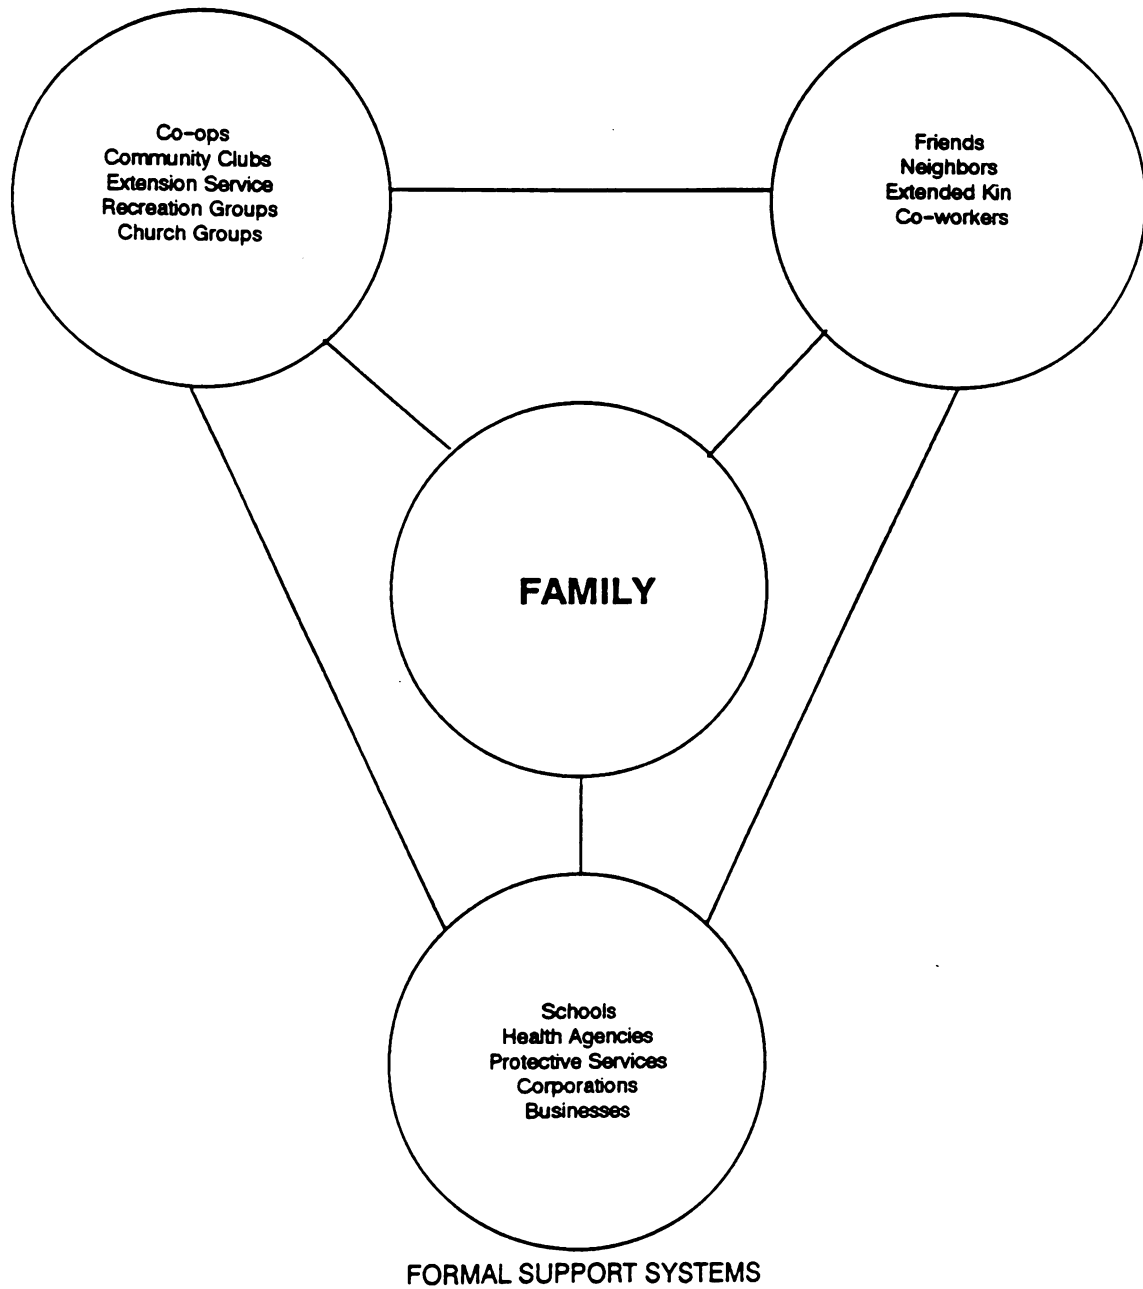 Co-ops
Community Clubs
Extension Service
Recreation Groups
Church Groups
Friends
Neighbors
Extended Kin
Co-workers
FAMILY
Schools
Health Agencies
Protective Services
Corporations
Businesses
FORMAL SUPPORT SYSTEMS